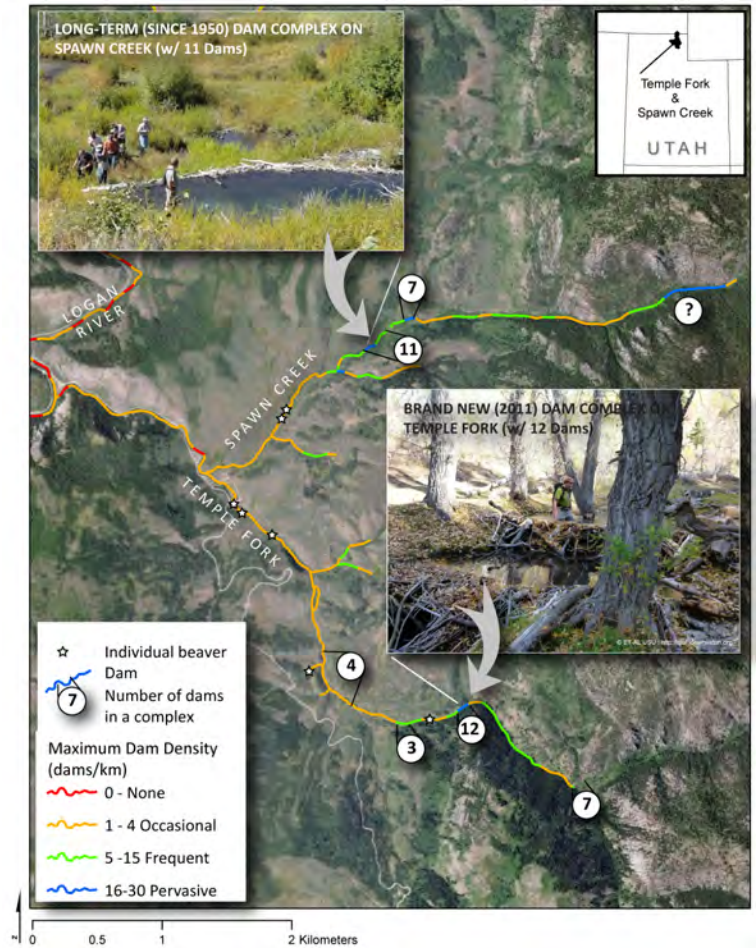 LONG-TERM (SINCE 1950) DAM COMPLEX ON
SPAWN CREEK (w/ 11 Dams)
Temple Fork
&
Spawn Creek
UTAH
LOGAN
RIVER
7
?
11
SPAWN CREEK
BRAND NEW (2011) DAM COMPLEX ON
TEMPLE FORK (w/ 12 Dams)
TEMPLE FORK
4
3
12
7
Individual beaver
Dam
7
Number of dams
in a complex
Maximum Dam Density
(dams/km)
0 - None
1 - 4 Occasional
5 -15 Frequent
16-30 Pervasive
0 0.5 1 2 Kilometers